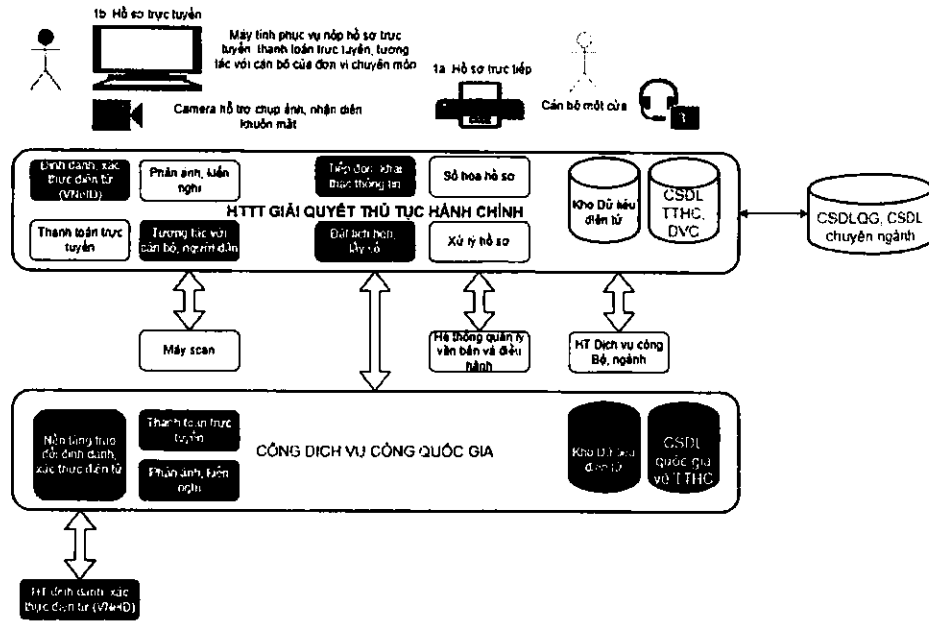 1b Hồ sơ trực tuyến
Máy tính phục vụ nộp hồ sơ trực
tuyến, thanh toán trực tuyến, tương
tác với cán bộ của đơn vị chuyên môn
1a Hồ sơ trực tiếp
Camera hỗ trợ chụp ảnh, nhận diện
khuôn mặt
Cán bộ một cửa
Định danh, xác
thực điện tử
(VNeID)
Phản ánh, kiến
nghị
Tiếp đón, khai
thác thông tin
Số hóa hồ sơ
Kho Dữ liệu
điện tử
CSDL
TTHC,
DVC
HTTT GIẢI QUYẾT THỦ TỤC HÀNH CHÍNH
CSDLQG, CSDL
chuyên ngành
Thanh toán trực
tuyến
Tương tác với
cán bộ, người dân
Đặt lịch hẹn,
lấy số
Xử lý hồ sơ
Máy scan
Hệ thống quản lý
văn bản và điều
hành
HT Dịch vụ công
Bộ, ngành
Nền tảng trao
đổi định danh,
xác thực điện tử
Thanh toán trực
tuyến
Phản ánh, kiến
nghị
CỔNG DỊCH VỤ CÔNG QUỐC GIA
Kho Dữ liệu
điện tử
CSDL
quốc gia
về TTHC
HT định danh, xác
thực điện tử (VNeID)